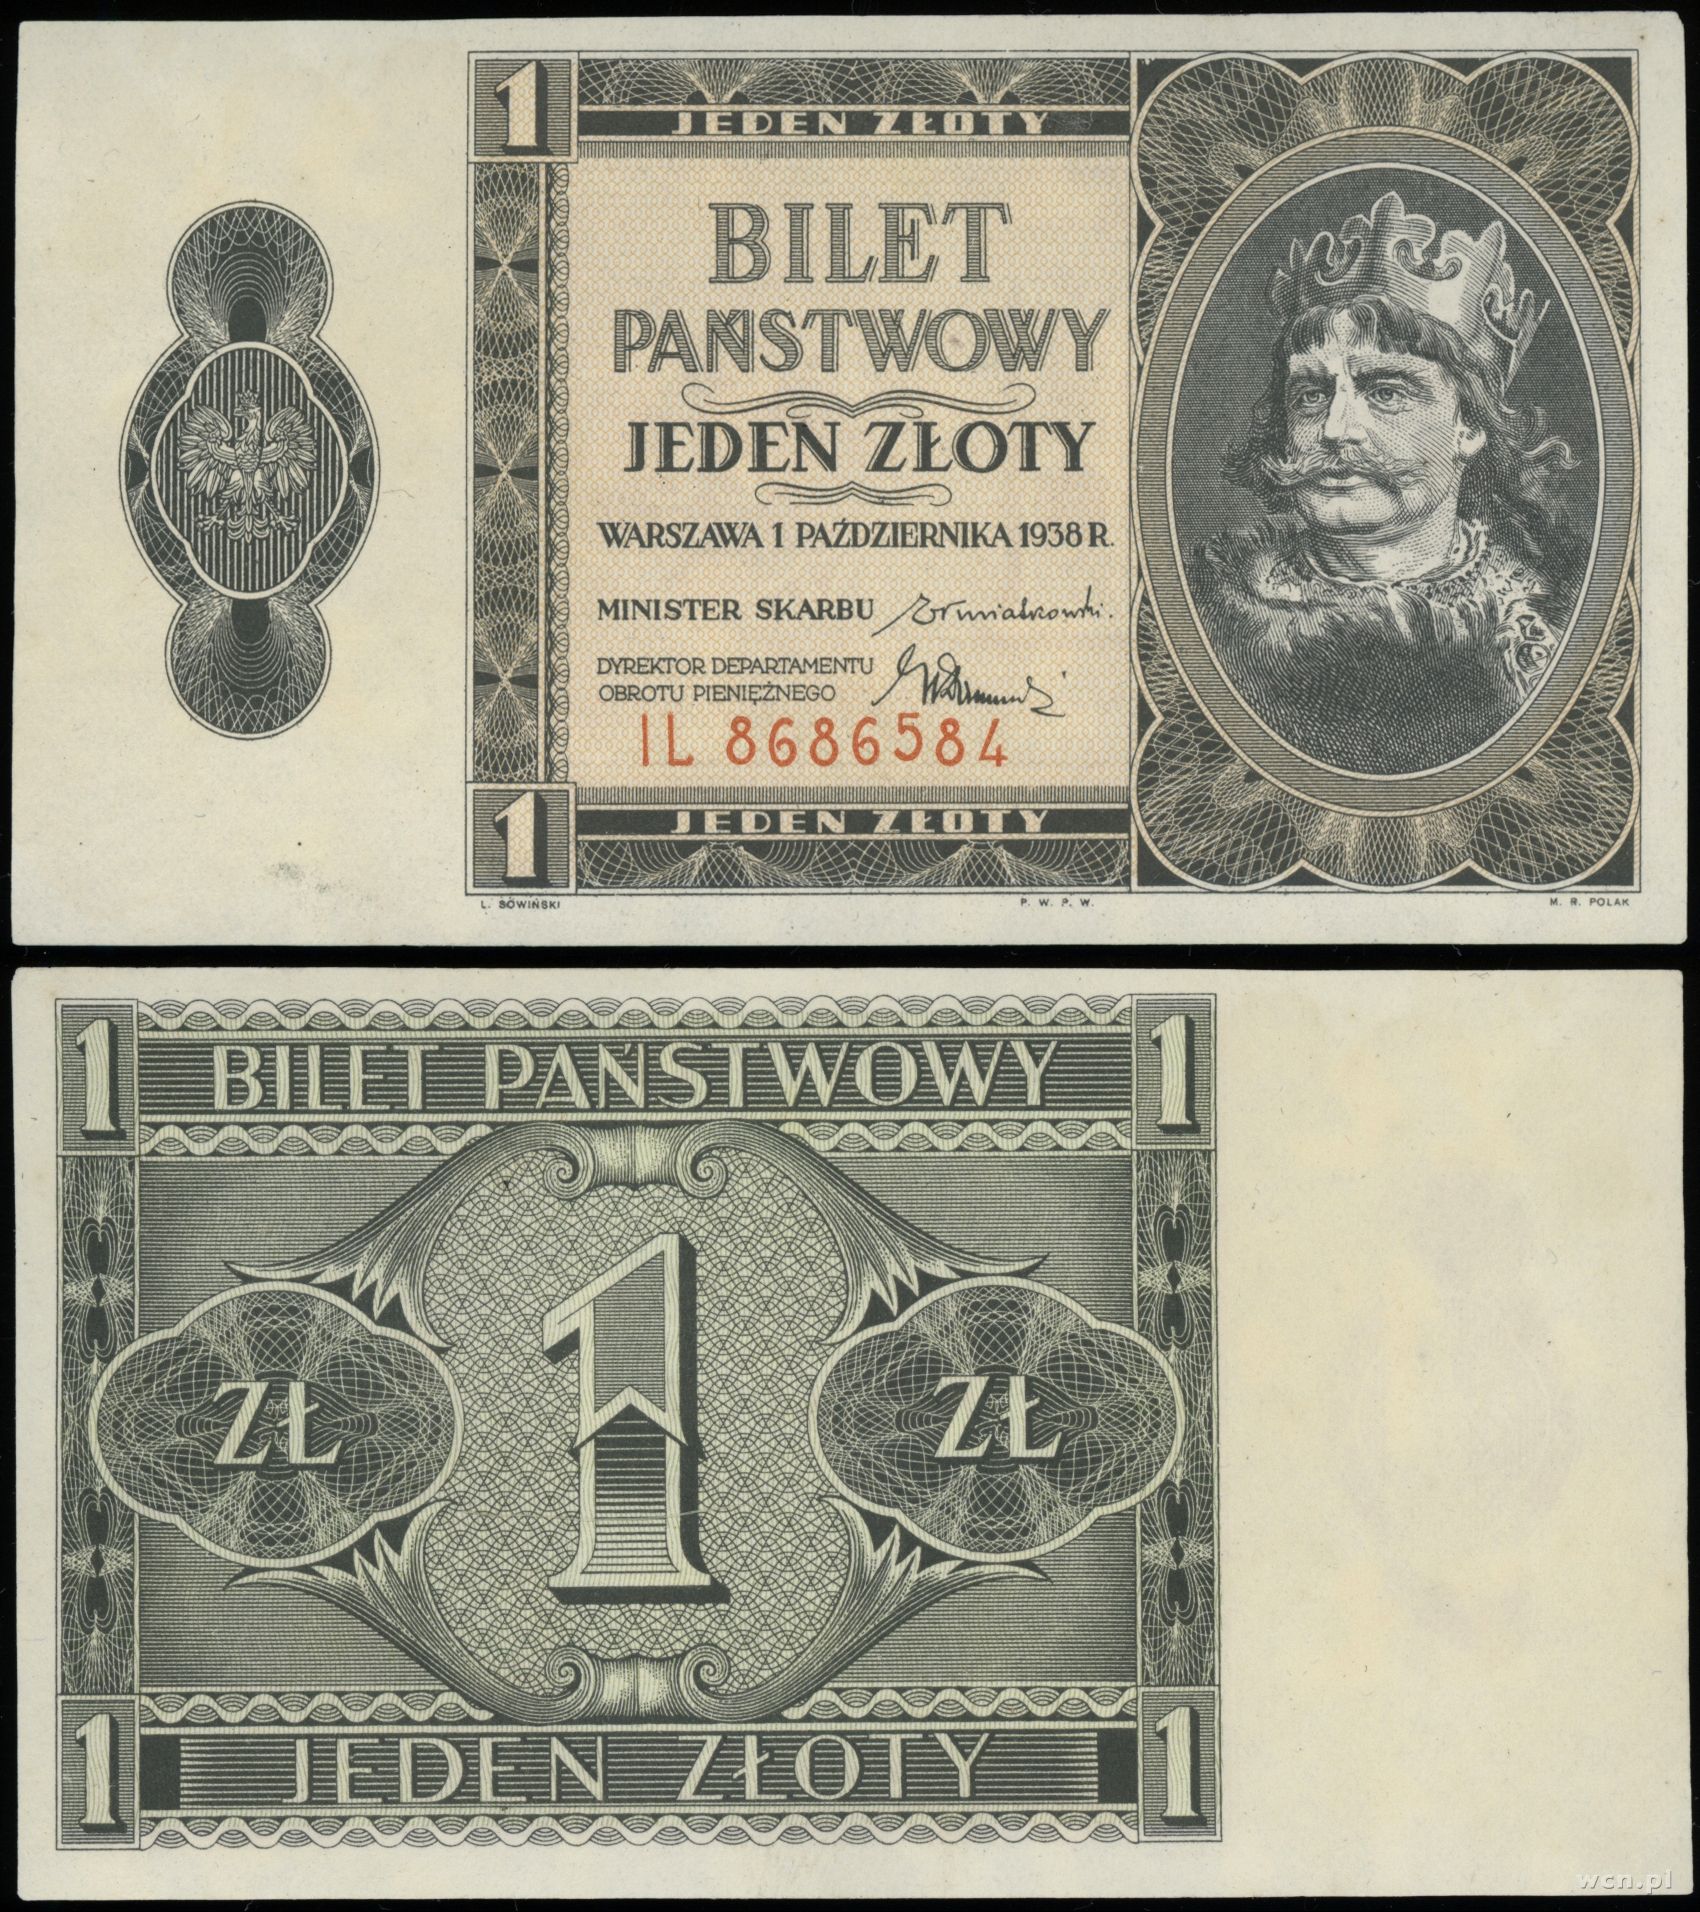 1
JEDEN ZŁOTY
BILET
PAŃSTWOWY
JEDEN ZŁOTY
WARSZAWA 1 PAŹDZIERNIKA 1938 R.
MINISTER SKARBU
DYREKTOR DEPARTAMENTU
OBROTU PIENIĘŻNEGO
IL 8686584
1
JEDEN ZŁOTY
L. SOWIŃSKI P. W. P. W. M. R. POLAK
1 BILET PAŃSTWOWY 1
1
ZŁ ZŁ
1 JEDEN ZŁOTY 1
wcn.pl